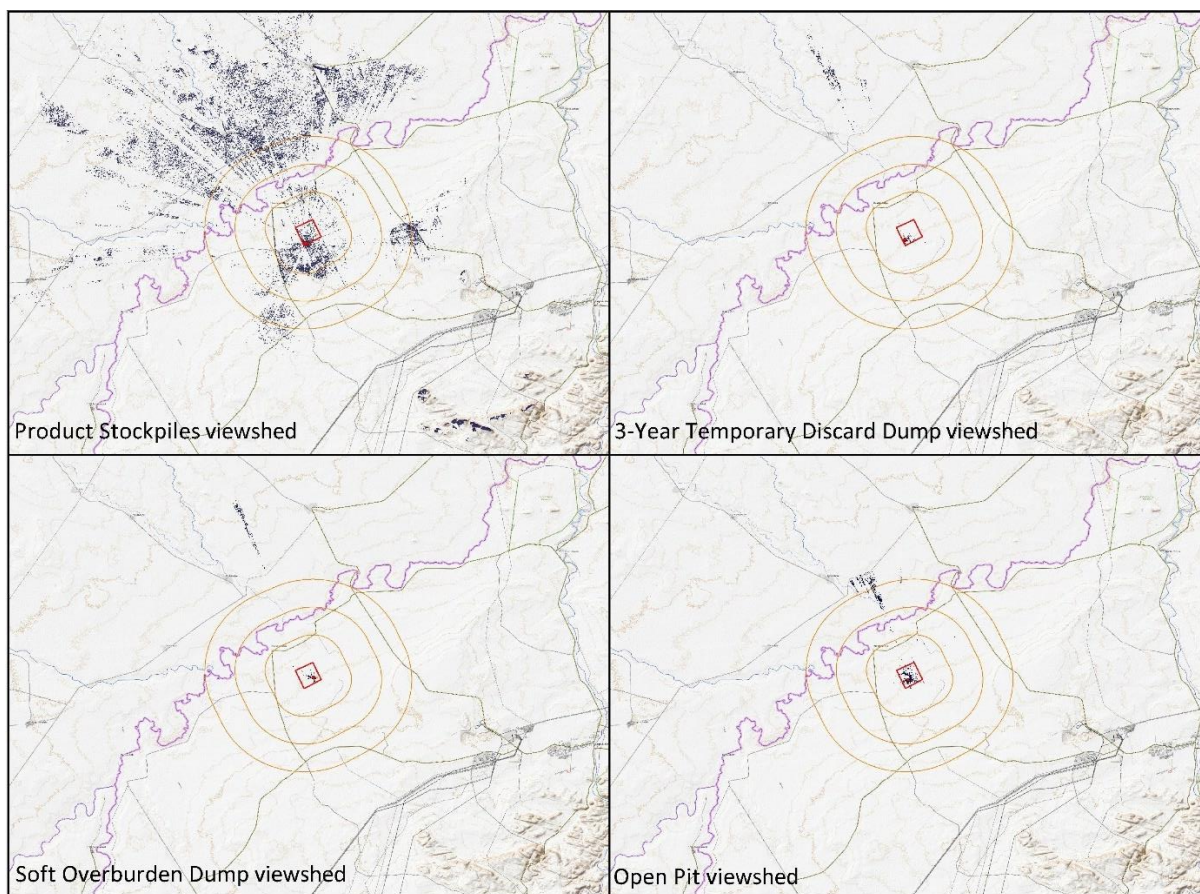 Product Stockpiles viewshed
3-Year Temporary Discard Dump viewshed
Soft Overburden Dump viewshed
Open Pit viewshed